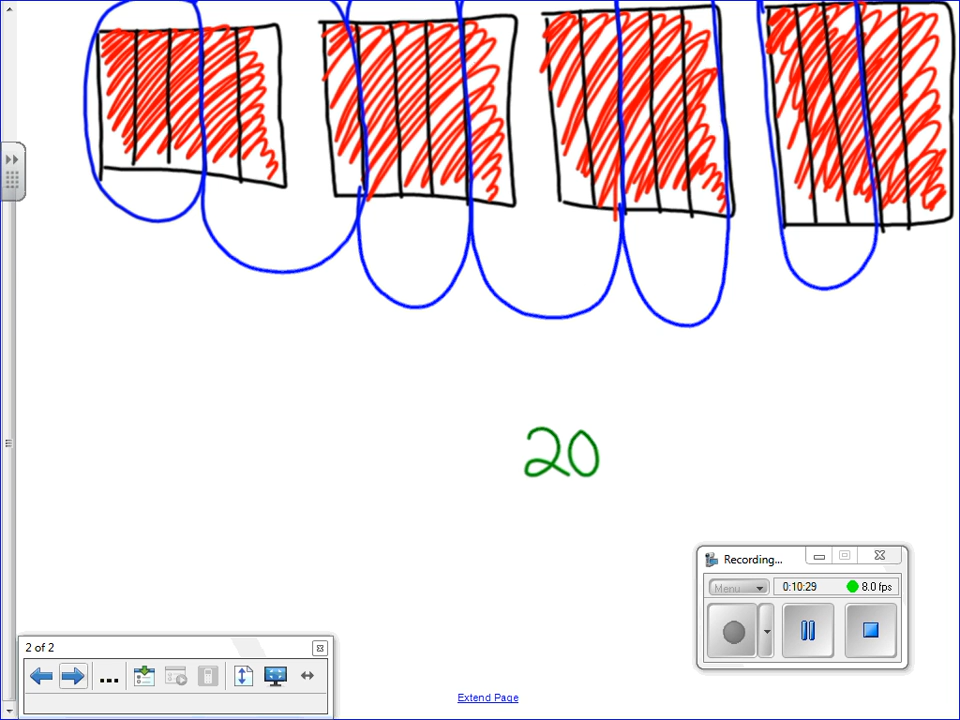 20
Recording...
Menu
0:10:29
8.0 fps
2 of 2
...
Extend Page